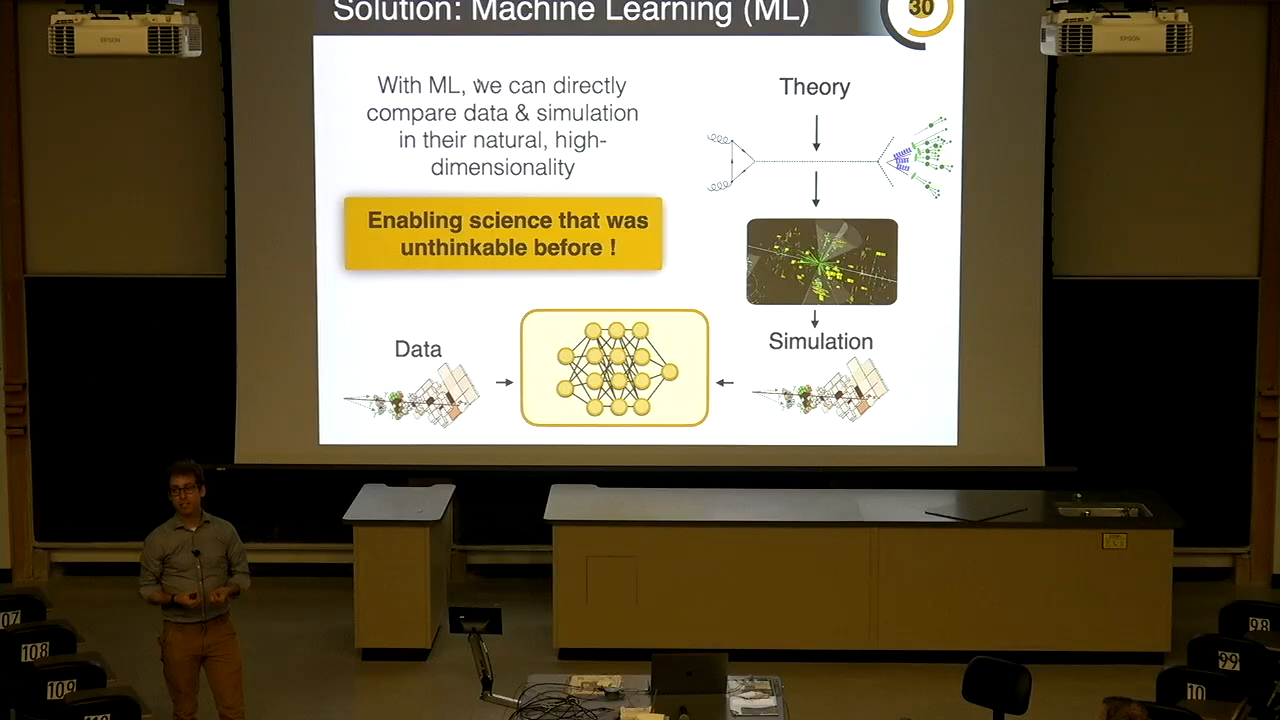 Solution: Machine Learning (ML)
30
EPSON
EPSON
With ML, we can directly
compare data & simulation
in their natural, high-
dimensionality
Theory
Enabling science that was
unthinkable before !
Data
Simulation
07
108
109
98
99
10